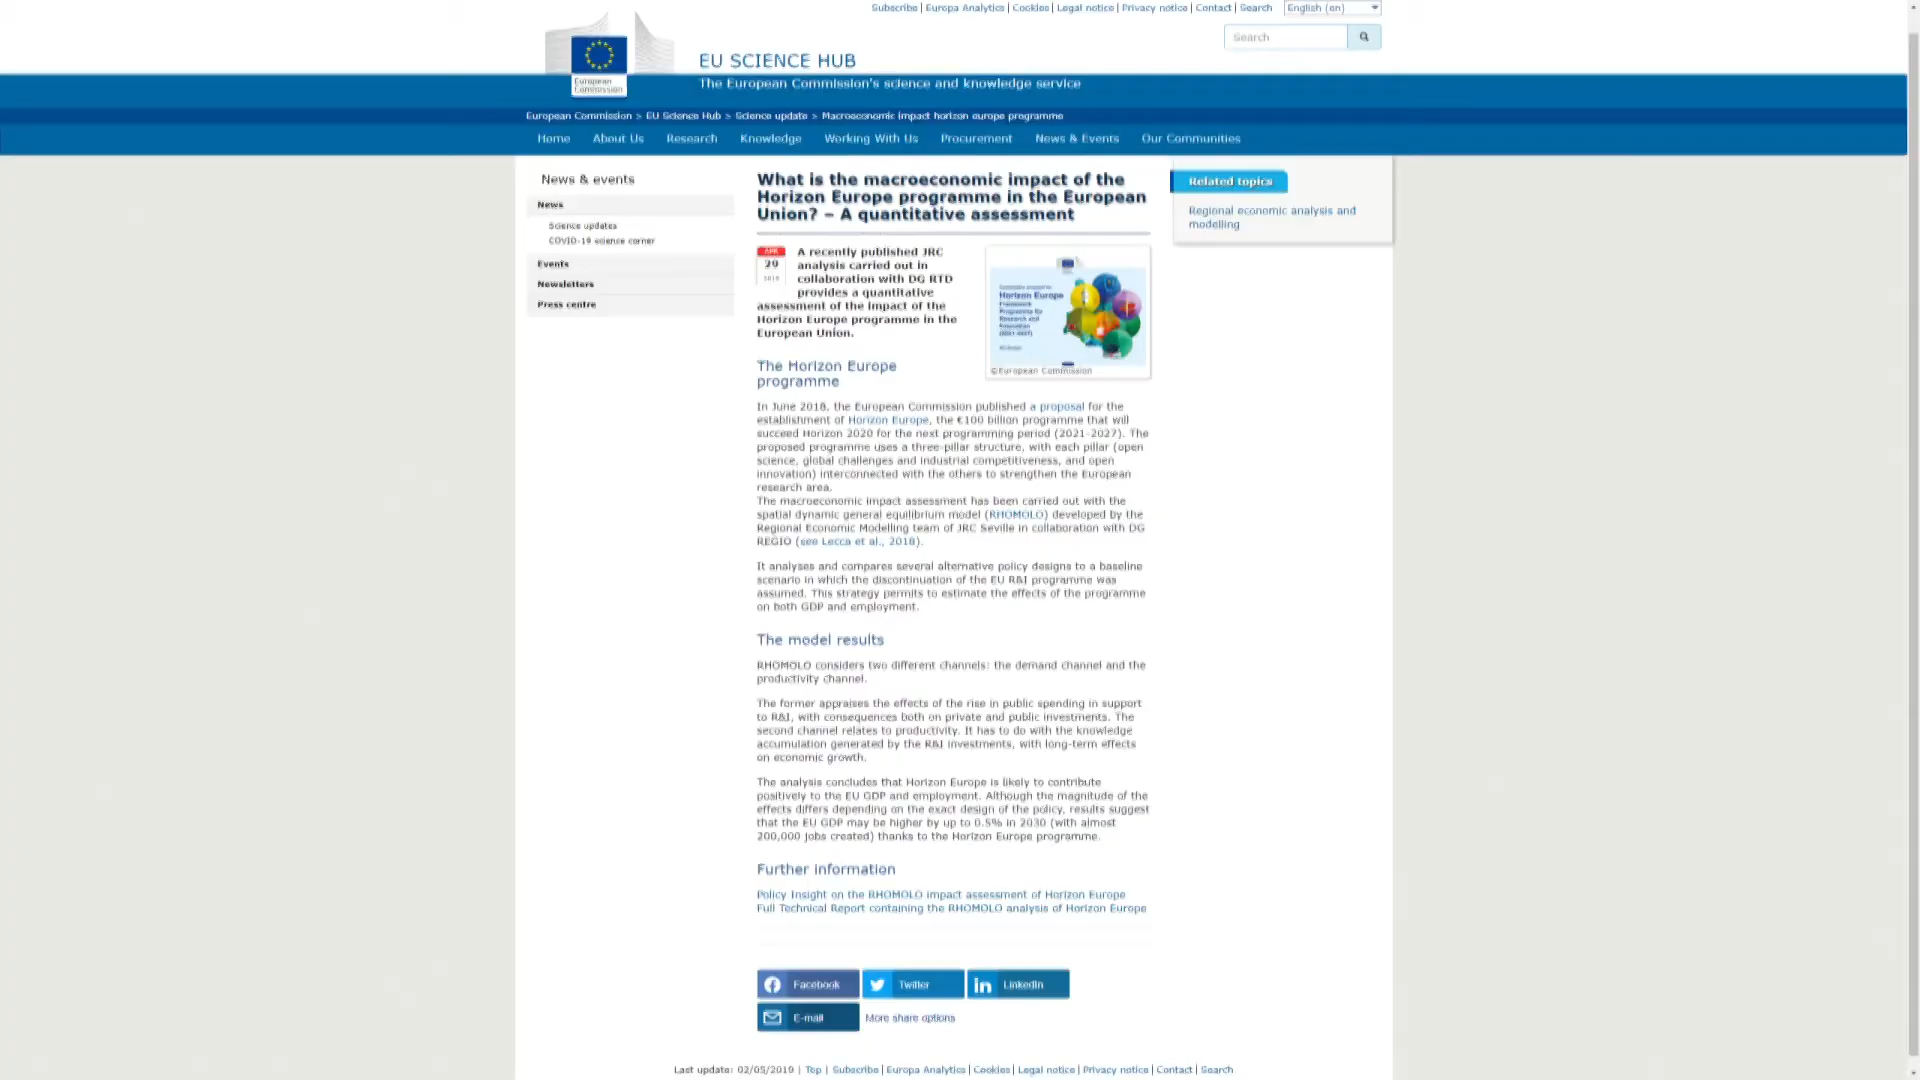 Subscribe | Europa Analytics | Cookies | Legal notice | Privacy notice | Contact | Search English (en)
Search
EU SCIENCE HUB
The European Commission's science and knowledge service
European
Commission
European Commission > EU Science Hub > Science update > Macroeconomic impact horizon europe programme
Home About Us Research Knowledge Working With Us Procurement News & Events Our Communities
News & events
News
Science updates
COVID-19 science corner
Events
Newsletters
Press centre
What is the macroeconomic impact of the
Horizon Europe programme in the European
Union? – A quantitative assessment
APR
29
2019
A recently published JRC
analysis carried out in
collaboration with DG RTD
provides a quantitative
assessment of the impact of the
Horizon Europe programme in the
European Union.
Horizon Europe
Framework
Programme for
Research and
Innovation
(2021-2027)
©European Commission
The Horizon Europe
programme
In June 2018, the European Commission published a proposal for the
establishment of Horizon Europe, the €100 billion programme that will
succeed Horizon 2020 for the next programming period (2021-2027). The
proposed programme uses a three-pillar structure, with each pillar (open
science, global challenges and industrial competitiveness, and open
innovation) interconnected with the others to strengthen the European
research area.
The macroeconomic impact assessment has been carried out with the
spatial dynamic general equilibrium model (RHOMOLO) developed by the
Regional Economic Modelling team of JRC Seville in collaboration with DG
REGIO (see Lecca et al., 2018).
It analyses and compares several alternative policy designs to a baseline
scenario in which the discontinuation of the EU R&I programme was
assumed. This strategy permits to estimate the effects of the programme
on both GDP and employment.
The model results
RHOMOLO considers two different channels: the demand channel and the
productivity channel.
The former appraises the effects of the rise in public spending in support
to R&I, with consequences both on private and public investments. The
second channel relates to productivity. It has to do with the knowledge
accumulation generated by the R&I investments, with long-term effects
on economic growth.
The analysis concludes that Horizon Europe is likely to contribute
positively to the EU GDP and employment. Although the magnitude of the
effects differs depending on the exact design of the policy, results suggest
that the EU GDP may be higher by up to 0.5% in 2030 (with almost
200,000 jobs created) thanks to the Horizon Europe programme.
Further information
Policy Insight on the RHOMOLO impact assessment of Horizon Europe
Full Technical Report containing the RHOMOLO analysis of Horizon Europe
Facebook Twitter LinkedIn
E-mail More share options
Related topics
Regional economic analysis and
modelling
Last update: 02/05/2019 | Top | Subscribe | Europa Analytics | Cookies | Legal notice | Privacy notice | Contact | Search